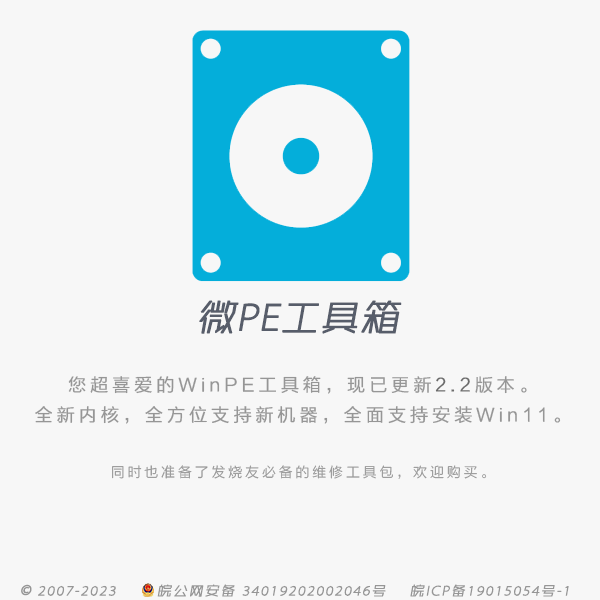 微PE工具箱
您超喜爱的WinPE工具箱，现已更新2.2版本。
全新内核，全方位支持新机器，全面支持安装Win11。
同时也准备了发烧友必备的维修工具包，欢迎购买。
© 2007-2023 皖公网安备 34019202002046号 皖ICP备19015054号-1